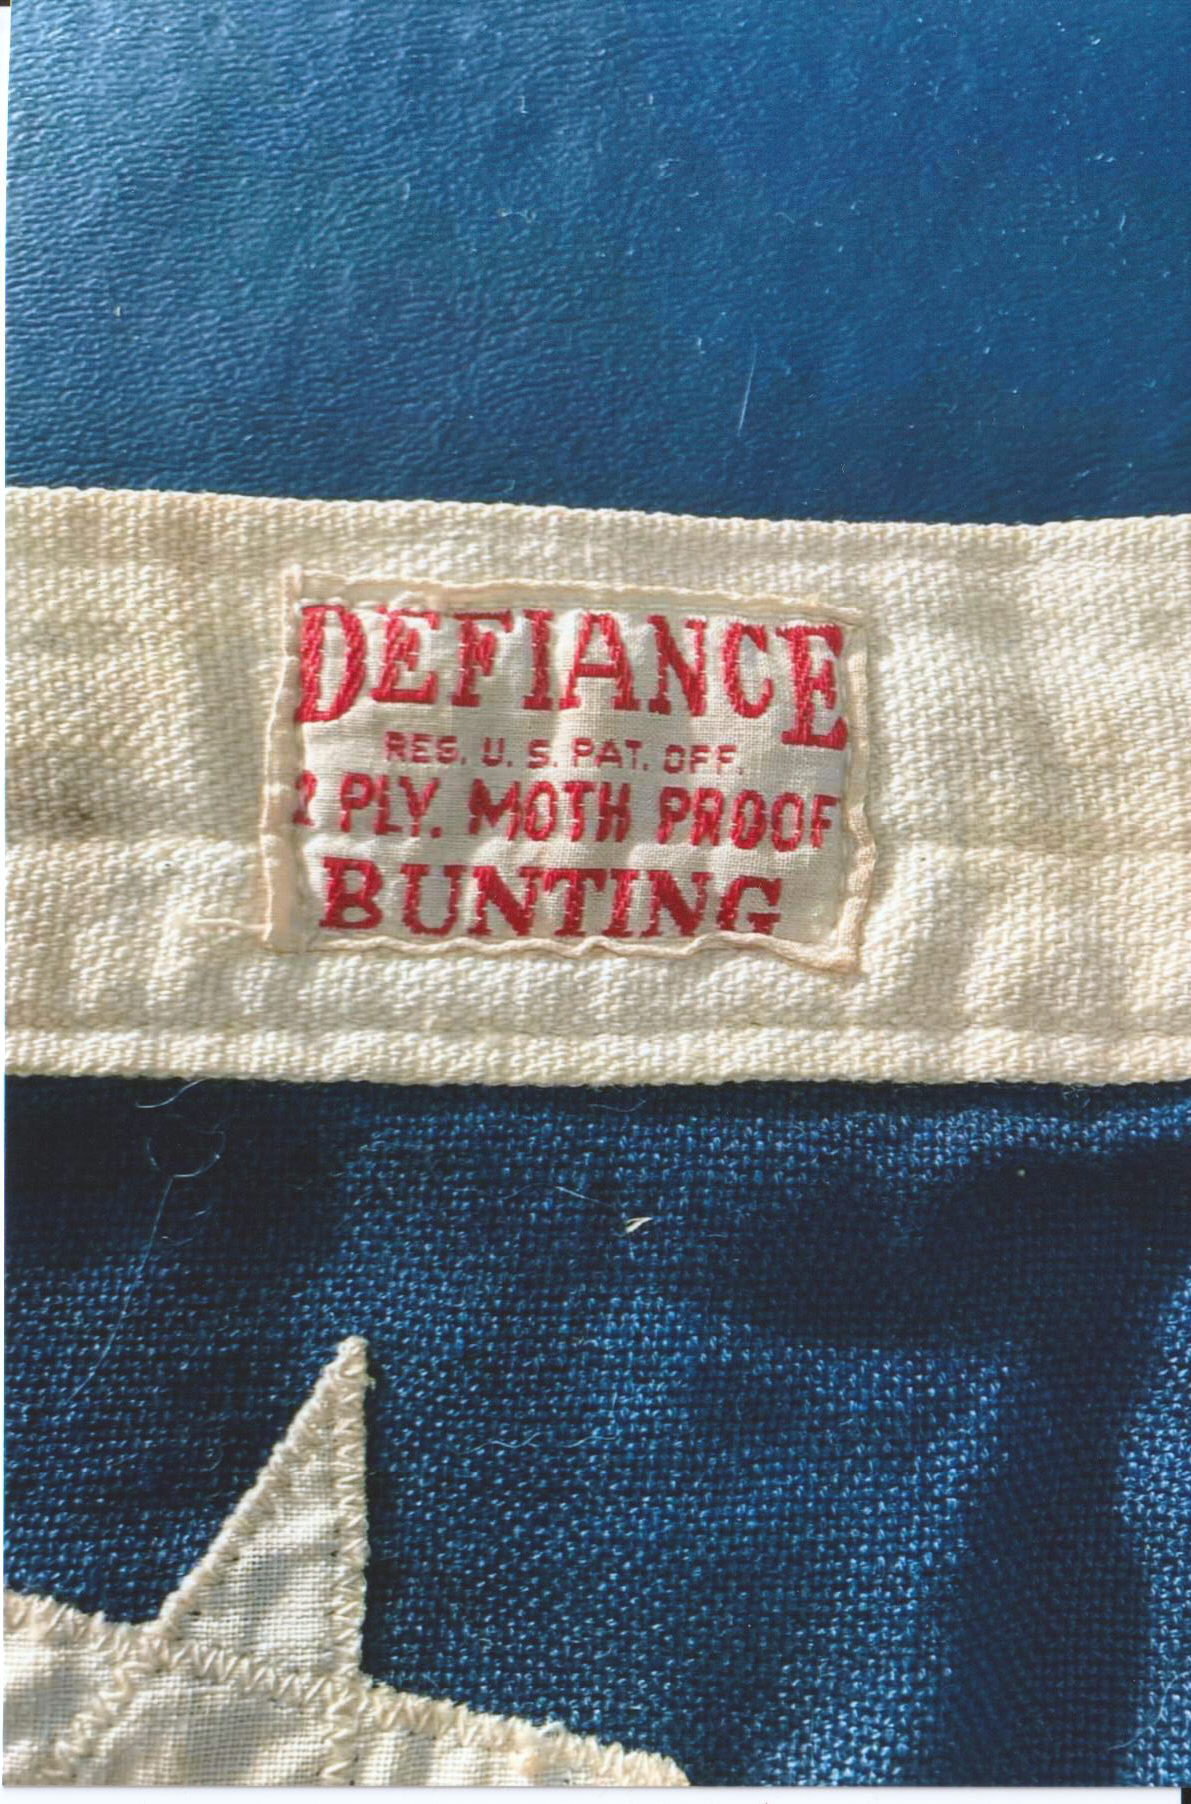 DEFIANCE
REG. U. S. PAT. OFF.
2 PLY. MOTH PROOF
BUNTING